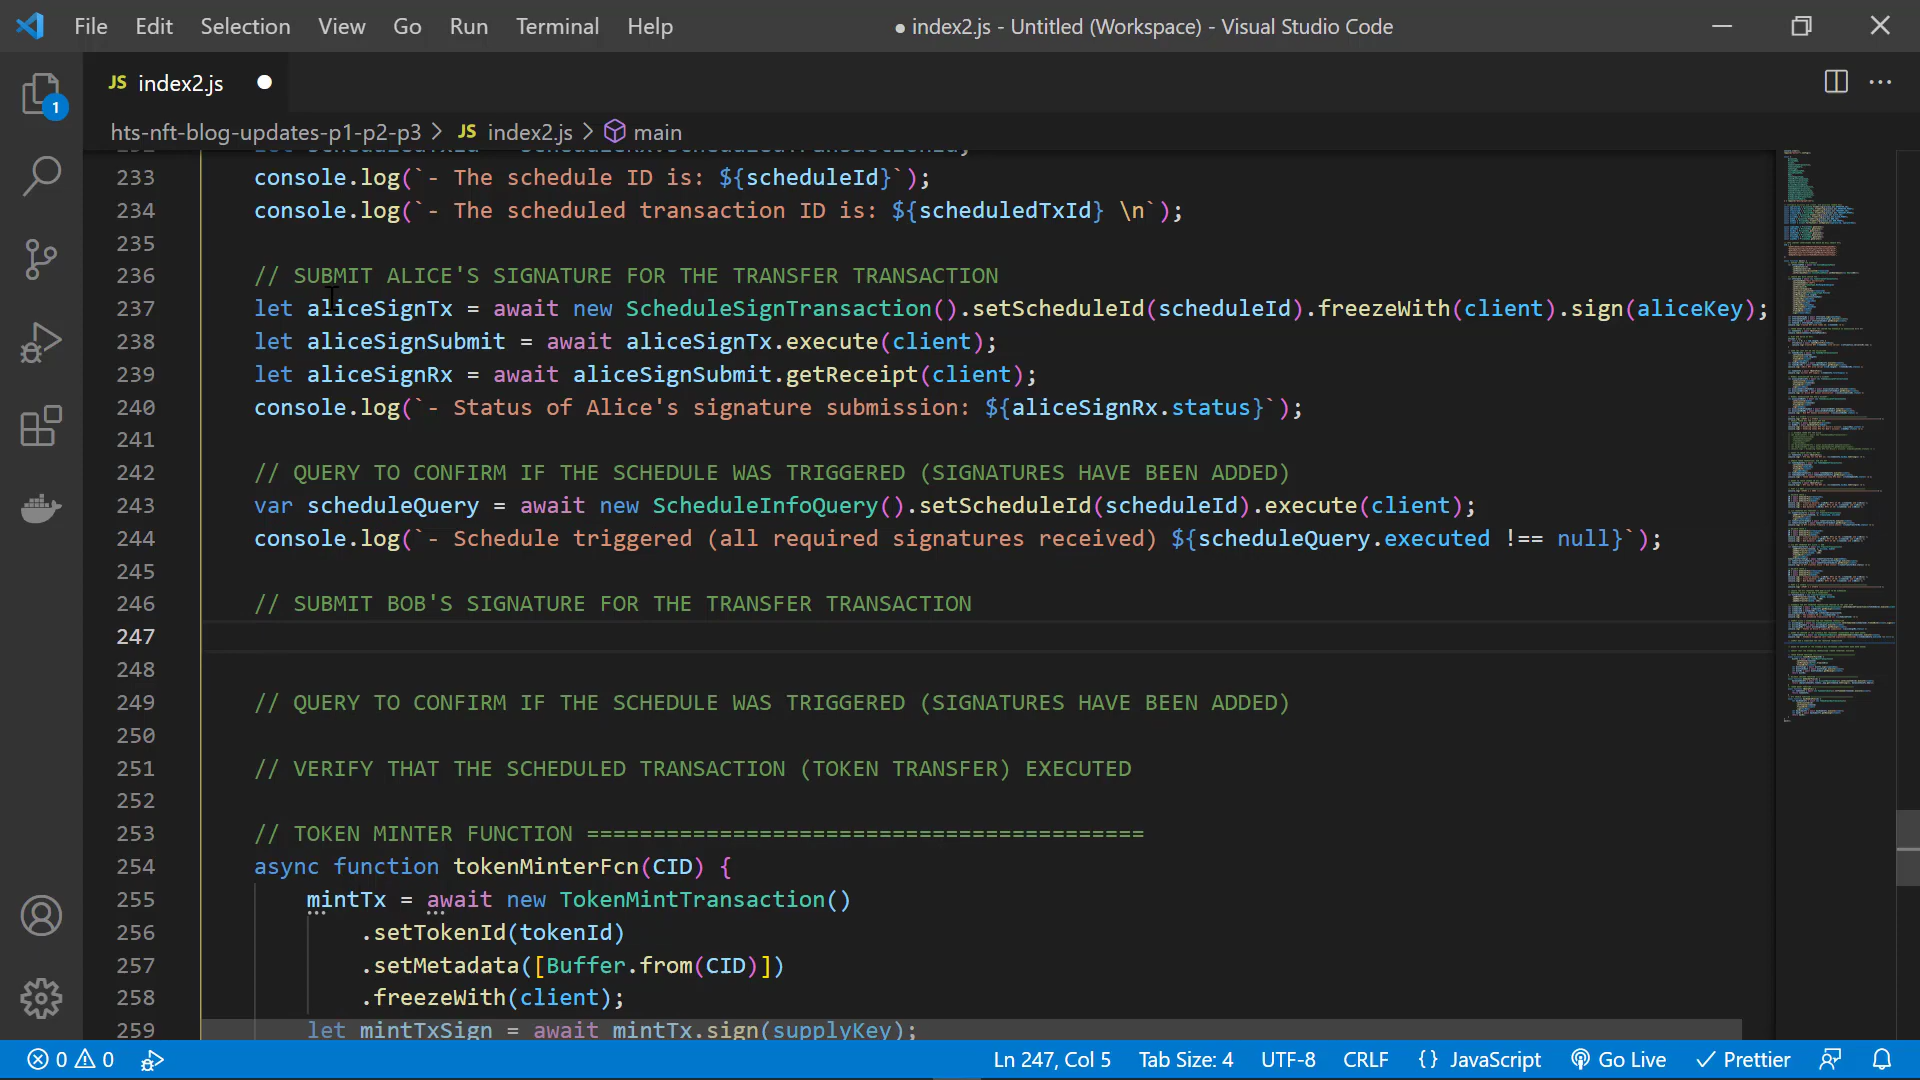 File Edit Selection View Go Run Terminal Help
● index2.js - Untitled (Workspace) - Visual Studio Code
1
JS index2.js
hts-nft-blog-updates-p1-p2-p3 > JS index2.js > main
233 console.log(`- The schedule ID is: ${scheduleId}`);
234 console.log(`- The scheduled transaction ID is: ${scheduledTxId} \n`);
235
236 // SUBMIT ALICE'S SIGNATURE FOR THE TRANSFER TRANSACTION
237 let aliceSignTx = await new ScheduleSignTransaction().setScheduleId(scheduleId).freezeWith(client).sign(aliceKey);
238 let aliceSignSubmit = await aliceSignTx.execute(client);
239 let aliceSignRx = await aliceSignSubmit.getReceipt(client);
240 console.log(`- Status of Alice's signature submission: ${aliceSignRx.status}`);
241
242 // QUERY TO CONFIRM IF THE SCHEDULE WAS TRIGGERED (SIGNATURES HAVE BEEN ADDED)
243 var scheduleQuery = await new ScheduleInfoQuery().setScheduleId(scheduleId).execute(client);
244 console.log(`- Schedule triggered (all required signatures received) ${scheduleQuery.executed !== null}`);
245
246 // SUBMIT BOB'S SIGNATURE FOR THE TRANSFER TRANSACTION
247
248
249 // QUERY TO CONFIRM IF THE SCHEDULE WAS TRIGGERED (SIGNATURES HAVE BEEN ADDED)
250
251 // VERIFY THAT THE SCHEDULED TRANSACTION (TOKEN TRANSFER) EXECUTED
252
253 // TOKEN MINTER FUNCTION ==========================================
254 async function tokenMinterFcn(CID) {
255 mintTx = await new TokenMintTransaction()
256 .setTokenId(tokenId)
257 .setMetadata([Buffer.from(CID)])
258 .freezeWith(client);
259 let mintTxSign = await mintTx.sign(supplyKey);
0 0
Ln 247, Col 5 Tab Size: 4 UTF-8 CRLF {} JavaScript Go Live Prettier